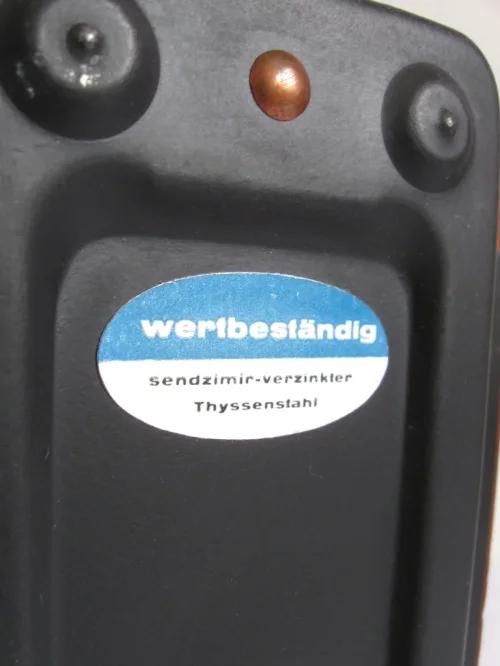 wertbeständig
sendzimir-verzinkter
Thyssenstahl